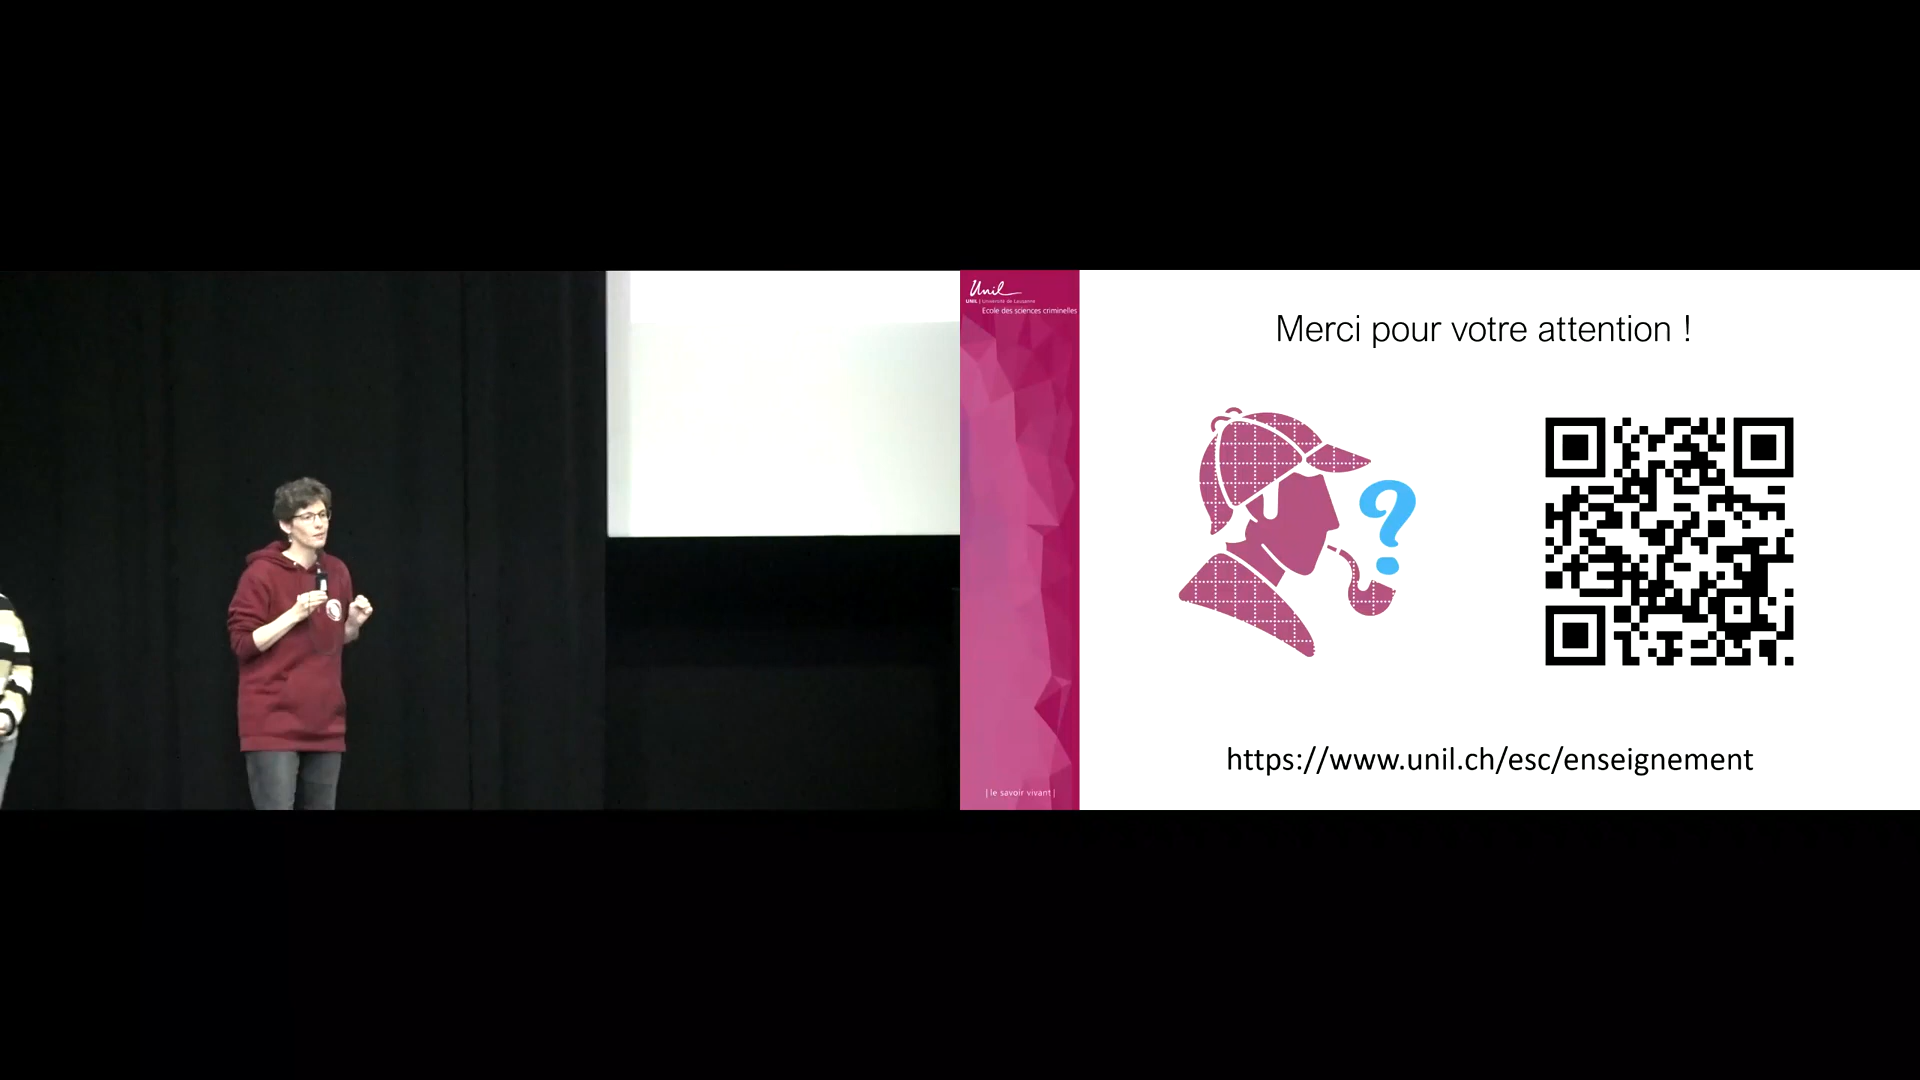 Unil
UNIL | Université de Lausanne
Ecole des sciences criminelles
Merci pour votre attention !
?
https://www.unil.ch/esc/enseignement
| le savoir vivant |